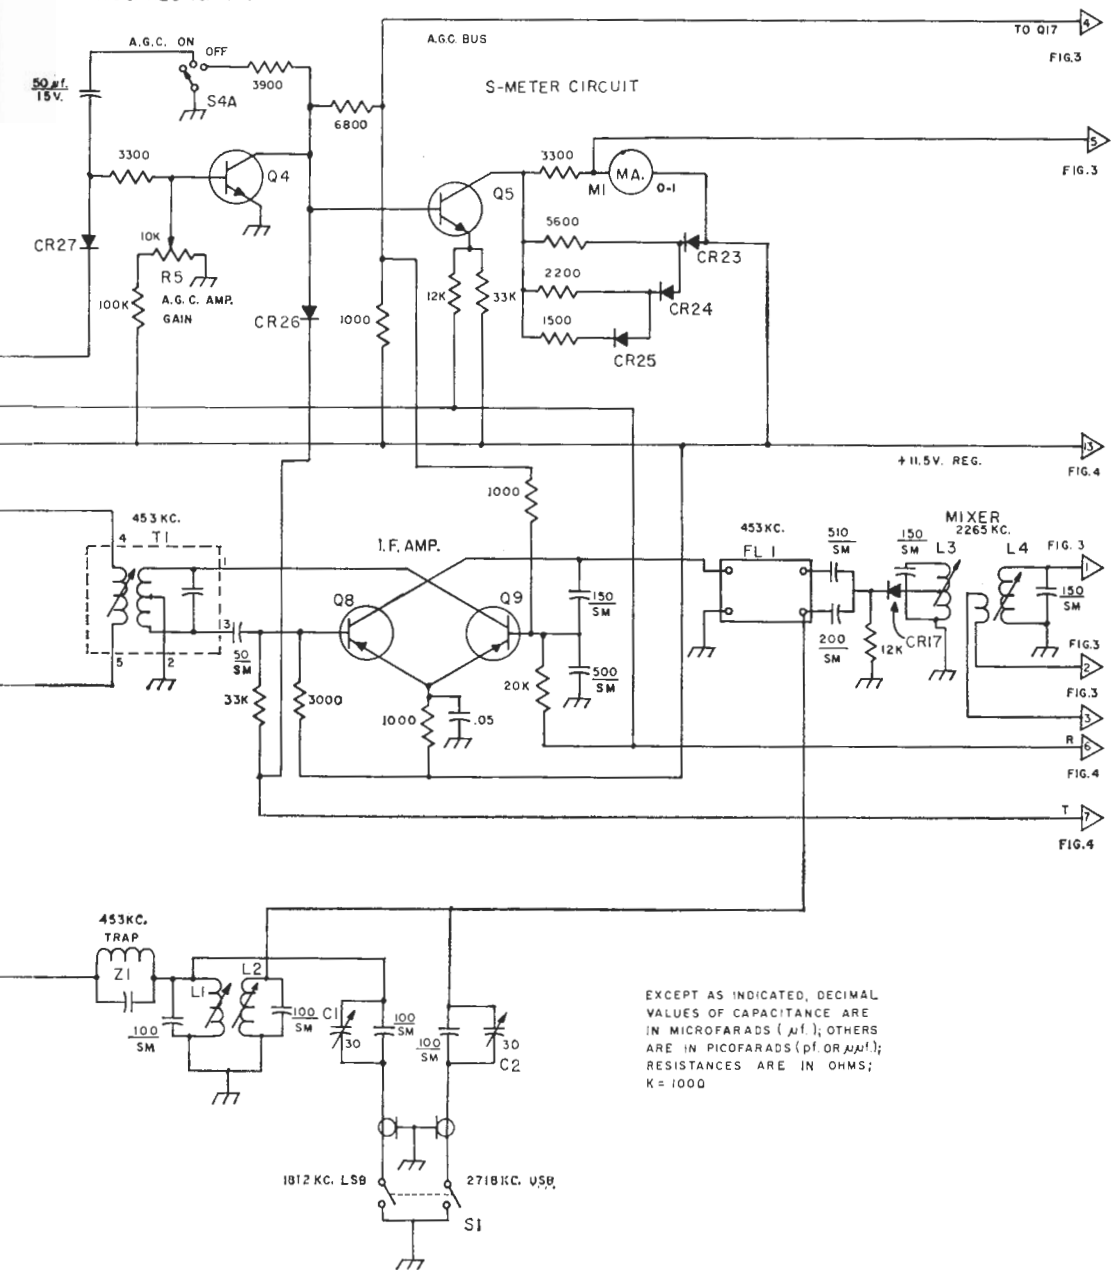 TO Q17
4
FIG.3
A.G.C. BUS
A.G.C. ON
OFF
3900
S4A
50 µf.
15V.
6800
S-METER CIRCUIT
5
FIG.3
3300
Q4
3300
M1
MA.
0-1
Q5
5600
CR23
CR27
10K
R5
A.G.C. AMP.
GAIN
100K
CR26
1000
12K
33K
2200
CR24
1500
CR25
+11.5V. REG.
13
FIG.4
1000
453 KC.
T1
4
1
3
5
2
50
SM
I.F. AMP.
Q8
Q9
150
SM
500
SM
33K
3000
1000
.05
20K
453KC.
FL 1
510
SM
200
SM
12K
150
SM
CR17
MIXER
2265 KC.
L3
L4
FIG. 3
1
150
SM
FIG.3
2
FIG.3
3
R
6
FIG.4
T
7
FIG.4
453KC.
TRAP
Z1
L1
L2
100
SM
100
SM
C1
30
100
SM
100
SM
30
C2
1812 KC. LSB
2718 KC. USB
S1
EXCEPT AS INDICATED, DECIMAL
VALUES OF CAPACITANCE ARE
IN MICROFARADS ( µf.); OTHERS
ARE IN PICOFARADS (pf. OR µµf.);
RESISTANCES ARE IN OHMS;
K = 1000